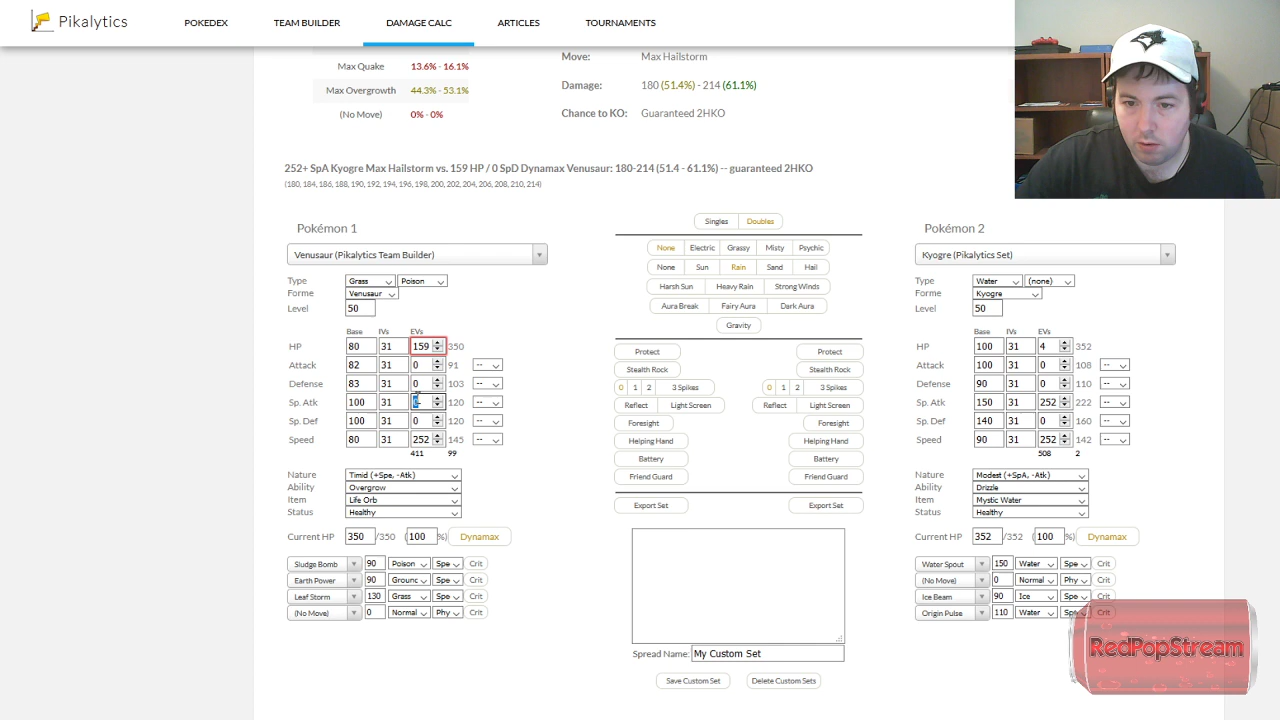 Pikalytics POKEDEX TEAM BUILDER DAMAGE CALC ARTICLES TOURNAMENTS
Max Quake 13.6% - 16.1%
Max Overgrowth 44.3% - 53.1%
(No Move) 0% - 0%
Move: Max Hailstorm
Damage: 180 (51.4%) - 214 (61.1%)
Chance to KO: Guaranteed 2HKO
252+ SpA Kyogre Max Hailstorm vs. 159 HP / 0 SpD Dynamax Venusaur: 180-214 (51.4 - 61.1%) -- guaranteed 2HKO
(180, 184, 186, 188, 190, 192, 194, 196, 198, 200, 202, 204, 206, 208, 210, 214)
Pokémon 1
Venusaur (Pikalytics Team Builder)
Type Grass Poison
Forme Venusaur
Level 50
Base IVs EVs
HP 80 31 159 350
Attack 82 31 0 91 --
Defense 83 31 0 103 --
Sp. Atk 100 31 0 120 --
Sp. Def 100 31 0 120 --
Speed 80 31 252 145 --
411 99
Nature Timid (+Spe, -Atk)
Ability Overgrow
Item Life Orb
Status Healthy
Current HP 350 /350 (100 %) Dynamax
Sludge Bomb 90 Poison Spe Crit
Earth Power 90 Grounc Spe Crit
Leaf Storm 130 Grass Spe Crit
(No Move) 0 Normal Phy Crit
Singles Doubles
None Electric Grassy Misty Psychic
None Sun Rain Sand Hail
Harsh Sun Heavy Rain Strong Winds
Aura Break Fairy Aura Dark Aura
Gravity
Protect Protect
Stealth Rock Stealth Rock
0 1 2 3 Spikes 0 1 2 3 Spikes
Reflect Light Screen Reflect Light Screen
Foresight Foresight
Helping Hand Helping Hand
Battery Battery
Friend Guard Friend Guard
Export Set Export Set
Spread Name: My Custom Set
Save Custom Set Delete Custom Sets
Pokémon 2
Kyogre (Pikalytics Set)
Type Water (none)
Forme Kyogre
Level 50
Base IVs EVs
HP 100 31 4 352
Attack 100 31 0 108 --
Defense 90 31 0 110 --
Sp. Atk 150 31 252 222 --
Sp. Def 140 31 0 160 --
Speed 90 31 252 142 --
508 2
Nature Modest (+SpA, -Atk)
Ability Drizzle
Item Mystic Water
Status Healthy
Current HP 352 /352 (100 %) Dynamax
Water Spout 150 Water Spe Crit
(No Move) 0 Normal Phy Crit
Ice Beam 90 Ice Spe Crit
Origin Pulse 110 Water Spe Crit
RedPopStream